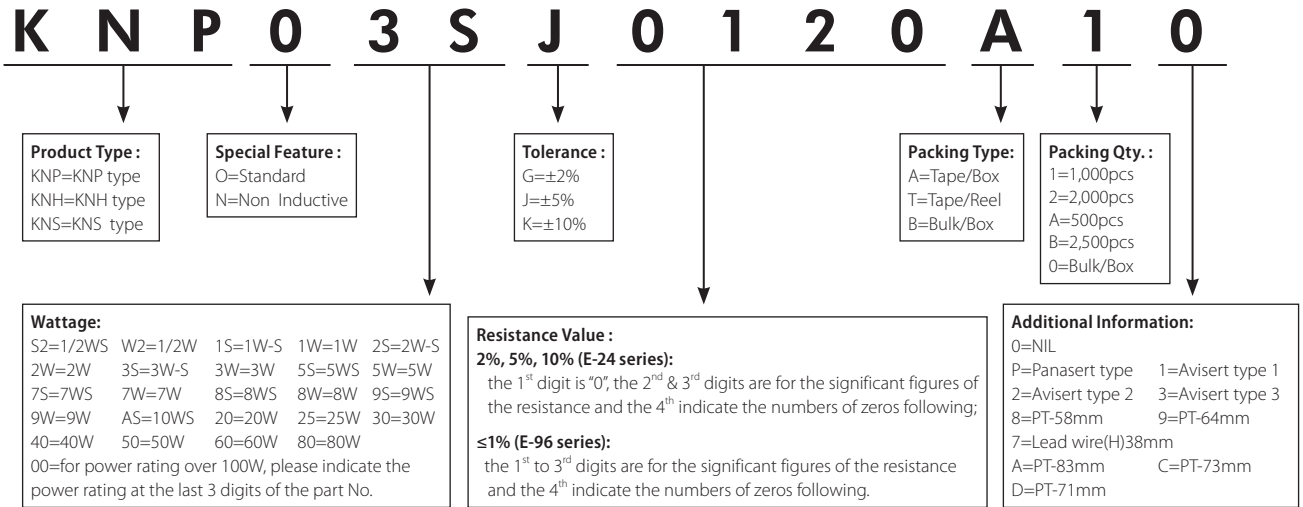 K N P 0 3 S J 0 1 2 0 A 1 0
Product Type :
KNP=KNP type
KNH=KNH type
KNS=KNS type
Special Feature :
O=Standard
N=Non Inductive
Tolerance :
G=±2%
J=±5%
K=±10%
Packing Type:
A=Tape/Box
T=Tape/Reel
B=Bulk/Box
Packing Qty. :
1=1,000pcs
2=2,000pcs
A=500pcs
B=2,500pcs
0=Bulk/Box
Wattage:
S2=1/2WS W2=1/2W 1S=1W-S 1W=1W 2S=2W-S
2W=2W 3S=3W-S 3W=3W 5S=5WS 5W=5W
7S=7WS 7W=7W 8S=8WS 8W=8W 9S=9WS
9W=9W AS=10WS 20=20W 25=25W 30=30W
40=40W 50=50W 60=60W 80=80W
00=for power rating over 100W, please indicate the
power rating at the last 3 digits of the part No.
Resistance Value :
2%, 5%, 10% (E-24 series):
the 1st digit is "0", the 2nd & 3rd digits are for the significant figures of
the resistance and the 4th indicate the numbers of zeros following;
≤1% (E-96 series):
the 1st to 3rd digits are for the significant figures of the resistance
and the 4th indicate the numbers of zeros following.
Additional Information:
0=NIL
P=Panasert type 1=Avisert type 1
2=Avisert type 2 3=Avisert type 3
8=PT-58mm 9=PT-64mm
7=Lead wire(H)38mm
A=PT-83mm C=PT-73mm
D=PT-71mm